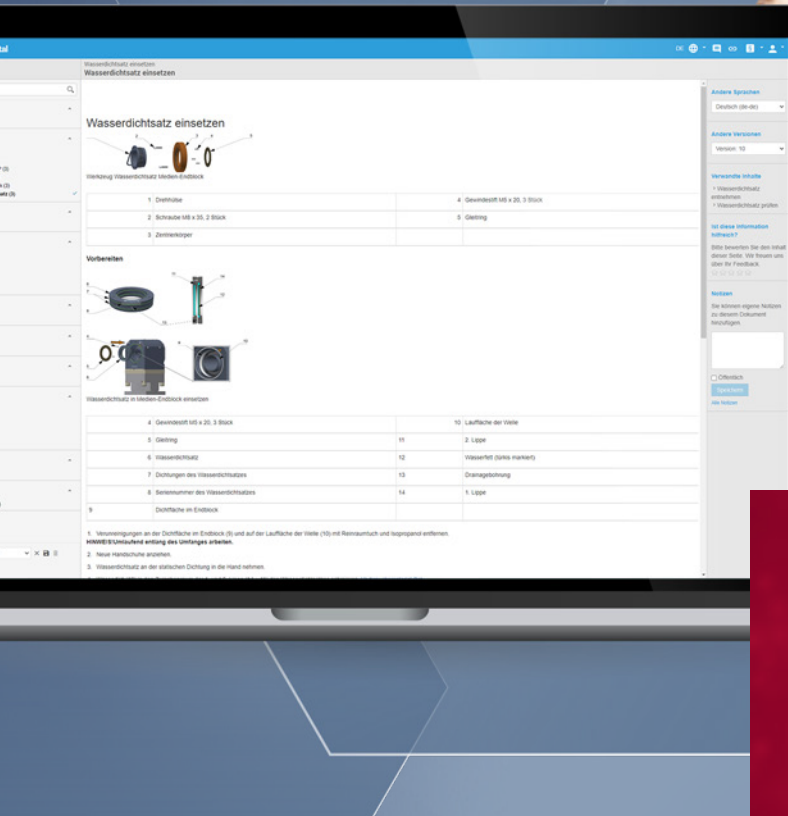 tal
DE
Wasserdichtsatz einsetzen
Wasserdichtsatz einsetzen
Wasserdichtsatz einsetzen
Werkzeug Wasserdichtsatz Medien-Endblock
1 Drehhülse 4 Gewindestift M5 x 20, 3 Stück
2 Schraube M8 x 35, 2 Stück 5 Gleitring
3 Zentrierkörper
Vorbereiten
Wasserdichtsatz in Medien-Endblock einsetzen
4 Gewindestift M5 x 20, 3 Stück 10 Lauffläche der Welle
5 Gleitring 11 2. Lippe
6 Wasserdichtsatz 12 Wasserfett (türkis markiert)
7 Dichtungen des Wasserdichtsatzes 13 Drainagebohrung
8 Seriennummer des Wasserdichtsatzes 14 1. Lippe
9 Dichtfläche im Endblock
1. Verunreinigungen an der Dichtfläche im Endblock (9) und auf der Lauffläche der Welle (10) mit Reinraumtuch und Isopropanol entfernen.
HINWEIS!Umlaufend entlang des Umfanges arbeiten.
2. Neue Handschuhe anziehen.
3. Wasserdichtsatz an der statischen Dichtung in die Hand nehmen.
Andere Sprachen
Deutsch (de-de)
Andere Versionen
Version: 10
Verwandte Inhalte
Wasserdichtsatz
entnehmen
Wasserdichtsatz prüfen
Ist diese Information
hilfreich?
Bitte bewerten Sie den Inhalt
dieser Seite. Wir freuen uns
über Ihr Feedback.
Notizen
Sie können eigene Notizen
zu diesem Dokument
hinzufügen.
Öffentlich
Alle Notizen